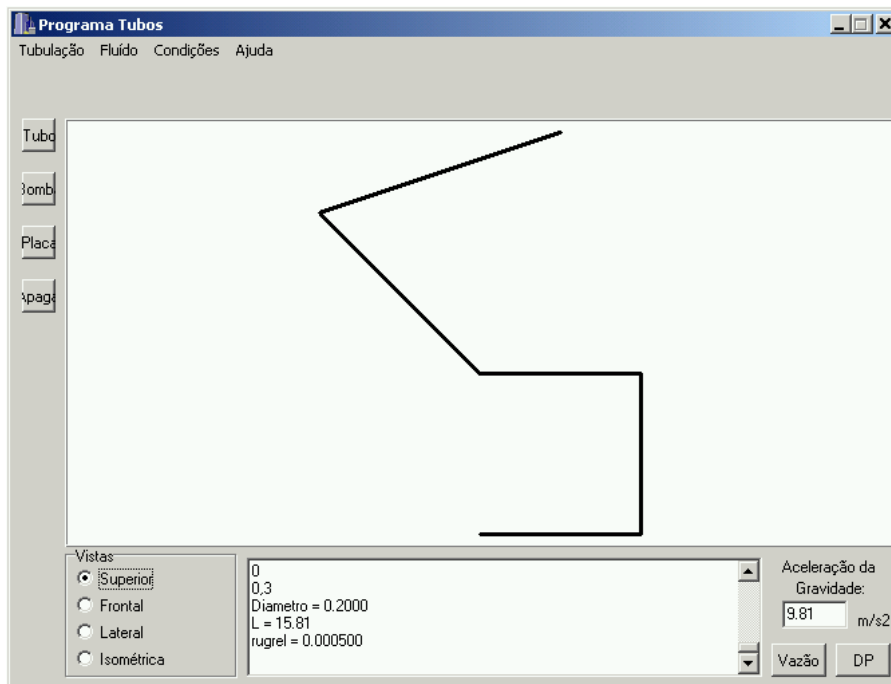 Programa Tubos
Tubulação Fluído Condições Ajuda
Tubo
Bomb
Placa
Apaga
Vistas
Superior
Frontal
Lateral
Isométrica
0
0,3
Diametro = 0.2000
L = 15.81
rugrel = 0.000500
Aceleração da
Gravidade:
9.81 m/s2
Vazão DP